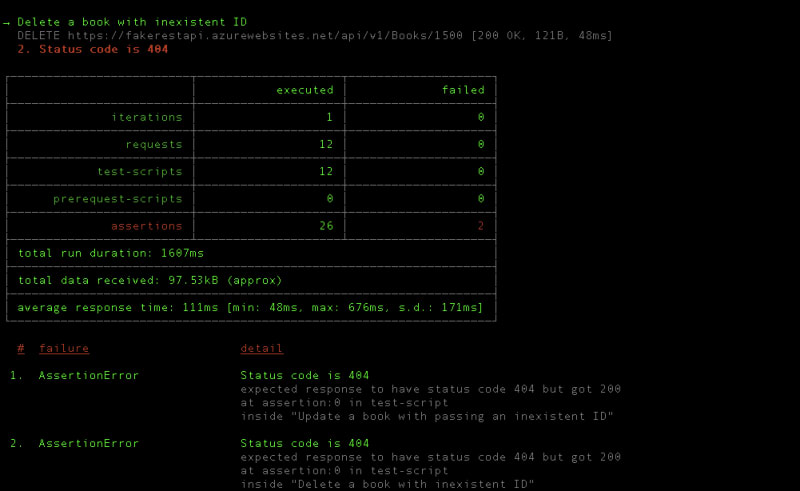 → Delete a book with inexistent ID
DELETE https://fakerestapi.azurewebsites.net/api/v1/Books/1500 [200 OK, 121B, 48ms]
2. Status code is 404
executed failed
iterations 1 0
requests 12 0
test-scripts 12 0
prerequest-scripts 0 0
assertions 26 2
total run duration: 1607ms
total data received: 97.53kB (approx)
average response time: 111ms [min: 48ms, max: 676ms, s.d.: 171ms]
# failure detail
1. AssertionError Status code is 404
expected response to have status code 404 but got 200
at assertion:0 in test-script
inside "Update a book with passing an inexistent ID"
2. AssertionError Status code is 404
expected response to have status code 404 but got 200
at assertion:0 in test-script
inside "Delete a book with inexistent ID"